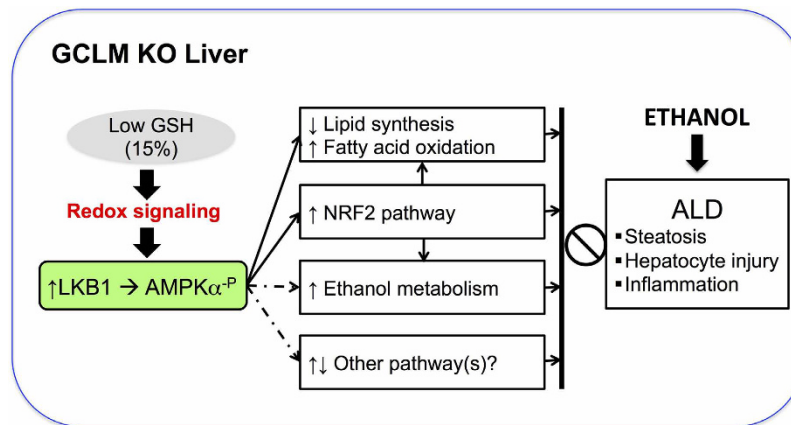 GCLM KO Liver
Low GSH
(15%)
Redox signaling
↑LKB1 → AMPKα⁻ᴾ
↓ Lipid synthesis
↑ Fatty acid oxidation
↑ NRF2 pathway
↑ Ethanol metabolism
↑↓ Other pathway(s)?
ETHANOL
ALD
▪ Steatosis
▪ Hepatocyte injury
▪ Inflammation